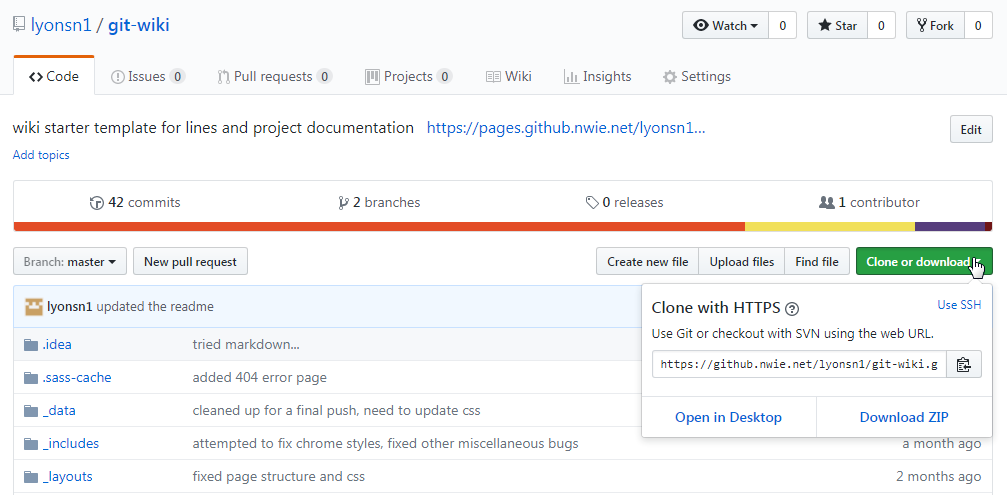 lyonsn1 / git-wiki
Watch 0 Star 0 Fork 0
Code Issues 0 Pull requests 0 Projects 0 Wiki Insights Settings
wiki starter template for lines and project documentation https://pages.github.nwie.net/lyonsn1... Edit
Add topics
42 commits 2 branches 0 releases 1 contributor
Branch: master New pull request Create new file Upload files Find file Clone or download
lyonsn1 updated the readme
Clone with HTTPS ? Use SSH
Use Git or checkout with SVN using the web URL.
https://github.nwie.net/lyonsn1/git-wiki.g
Open in Desktop Download ZIP
.idea tried markdown...
.sass-cache added 404 error page
_data cleaned up for a final push, need to update css
_includes attempted to fix chrome styles, fixed other miscellaneous bugs a month ago
_layouts fixed page structure and css 2 months ago